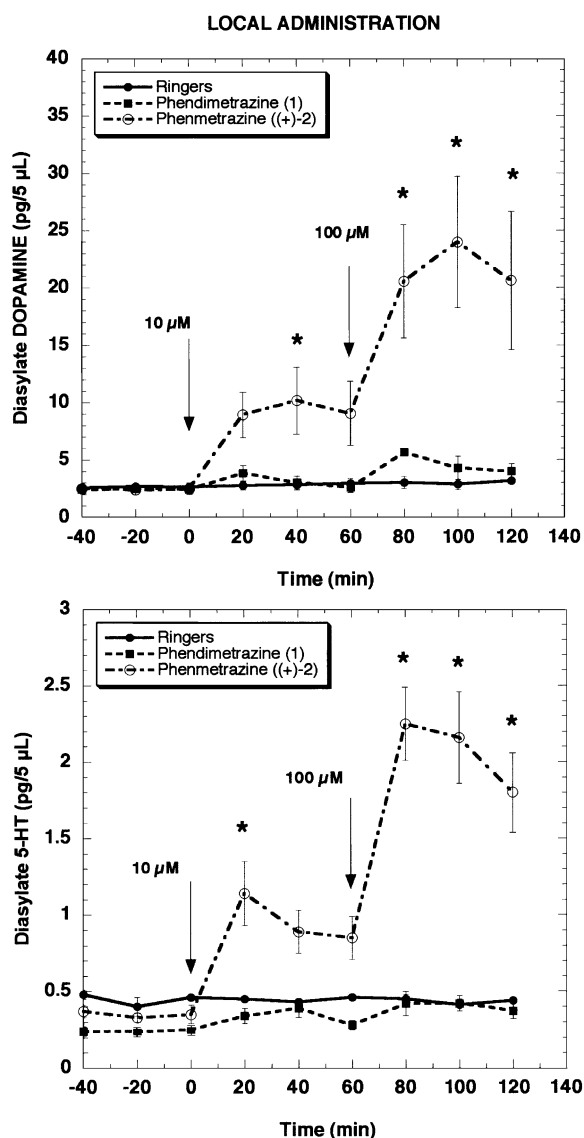 LOCAL ADMINISTRATION
40
35
30
25
20
15
10
5
0
Diasylate DOPAMINE (pg/5 µL)
Ringers
Phendimetrazine (1)
Phenmetrazine ((+)-2)
10 µM
100 µM
*
*
*
*
-40 -20 0 20 40 60 80 100 120 140
Time (min)
3
2.5
2
1.5
1
0.5
0
Diasylate 5-HT (pg/5 µL)
Ringers
Phendimetrazine (1)
Phenmetrazine ((+)-2)
10 µM
100 µM
*
*
*
*
-40 -20 0 20 40 60 80 100 120 140
Time (min)